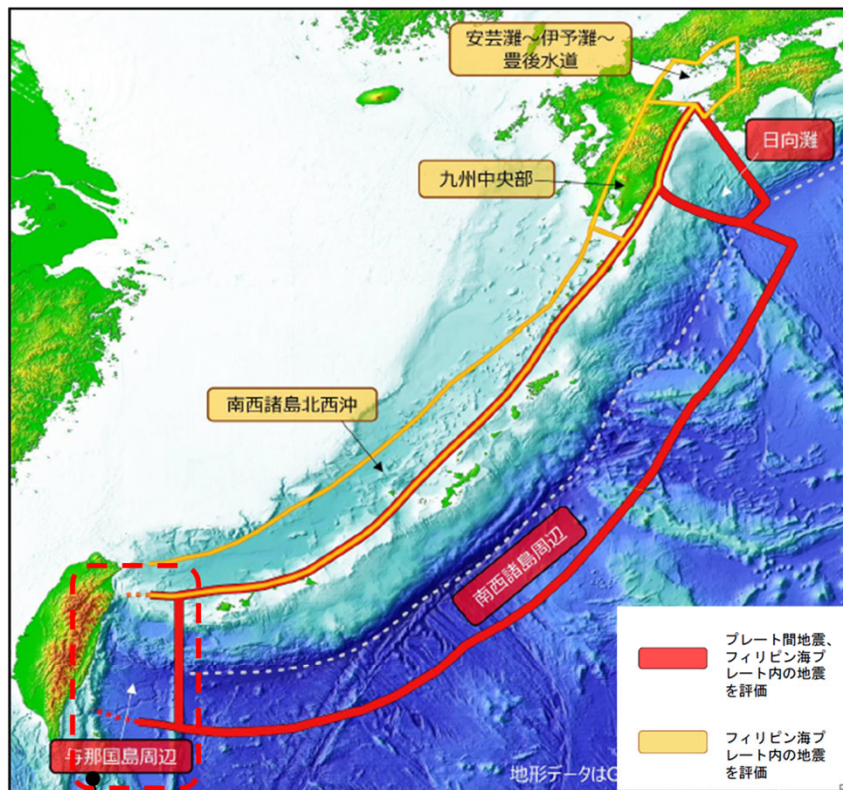 安芸灘～伊予灘～
豊後水道
日向灘
九州中央部
南西諸島北西沖
南西諸島周辺
与那国島周辺
プレート間地震、
フィリピン海プ
レート内の地震
を評価
フィリピン海プ
レート内の地震
を評価
地形データは